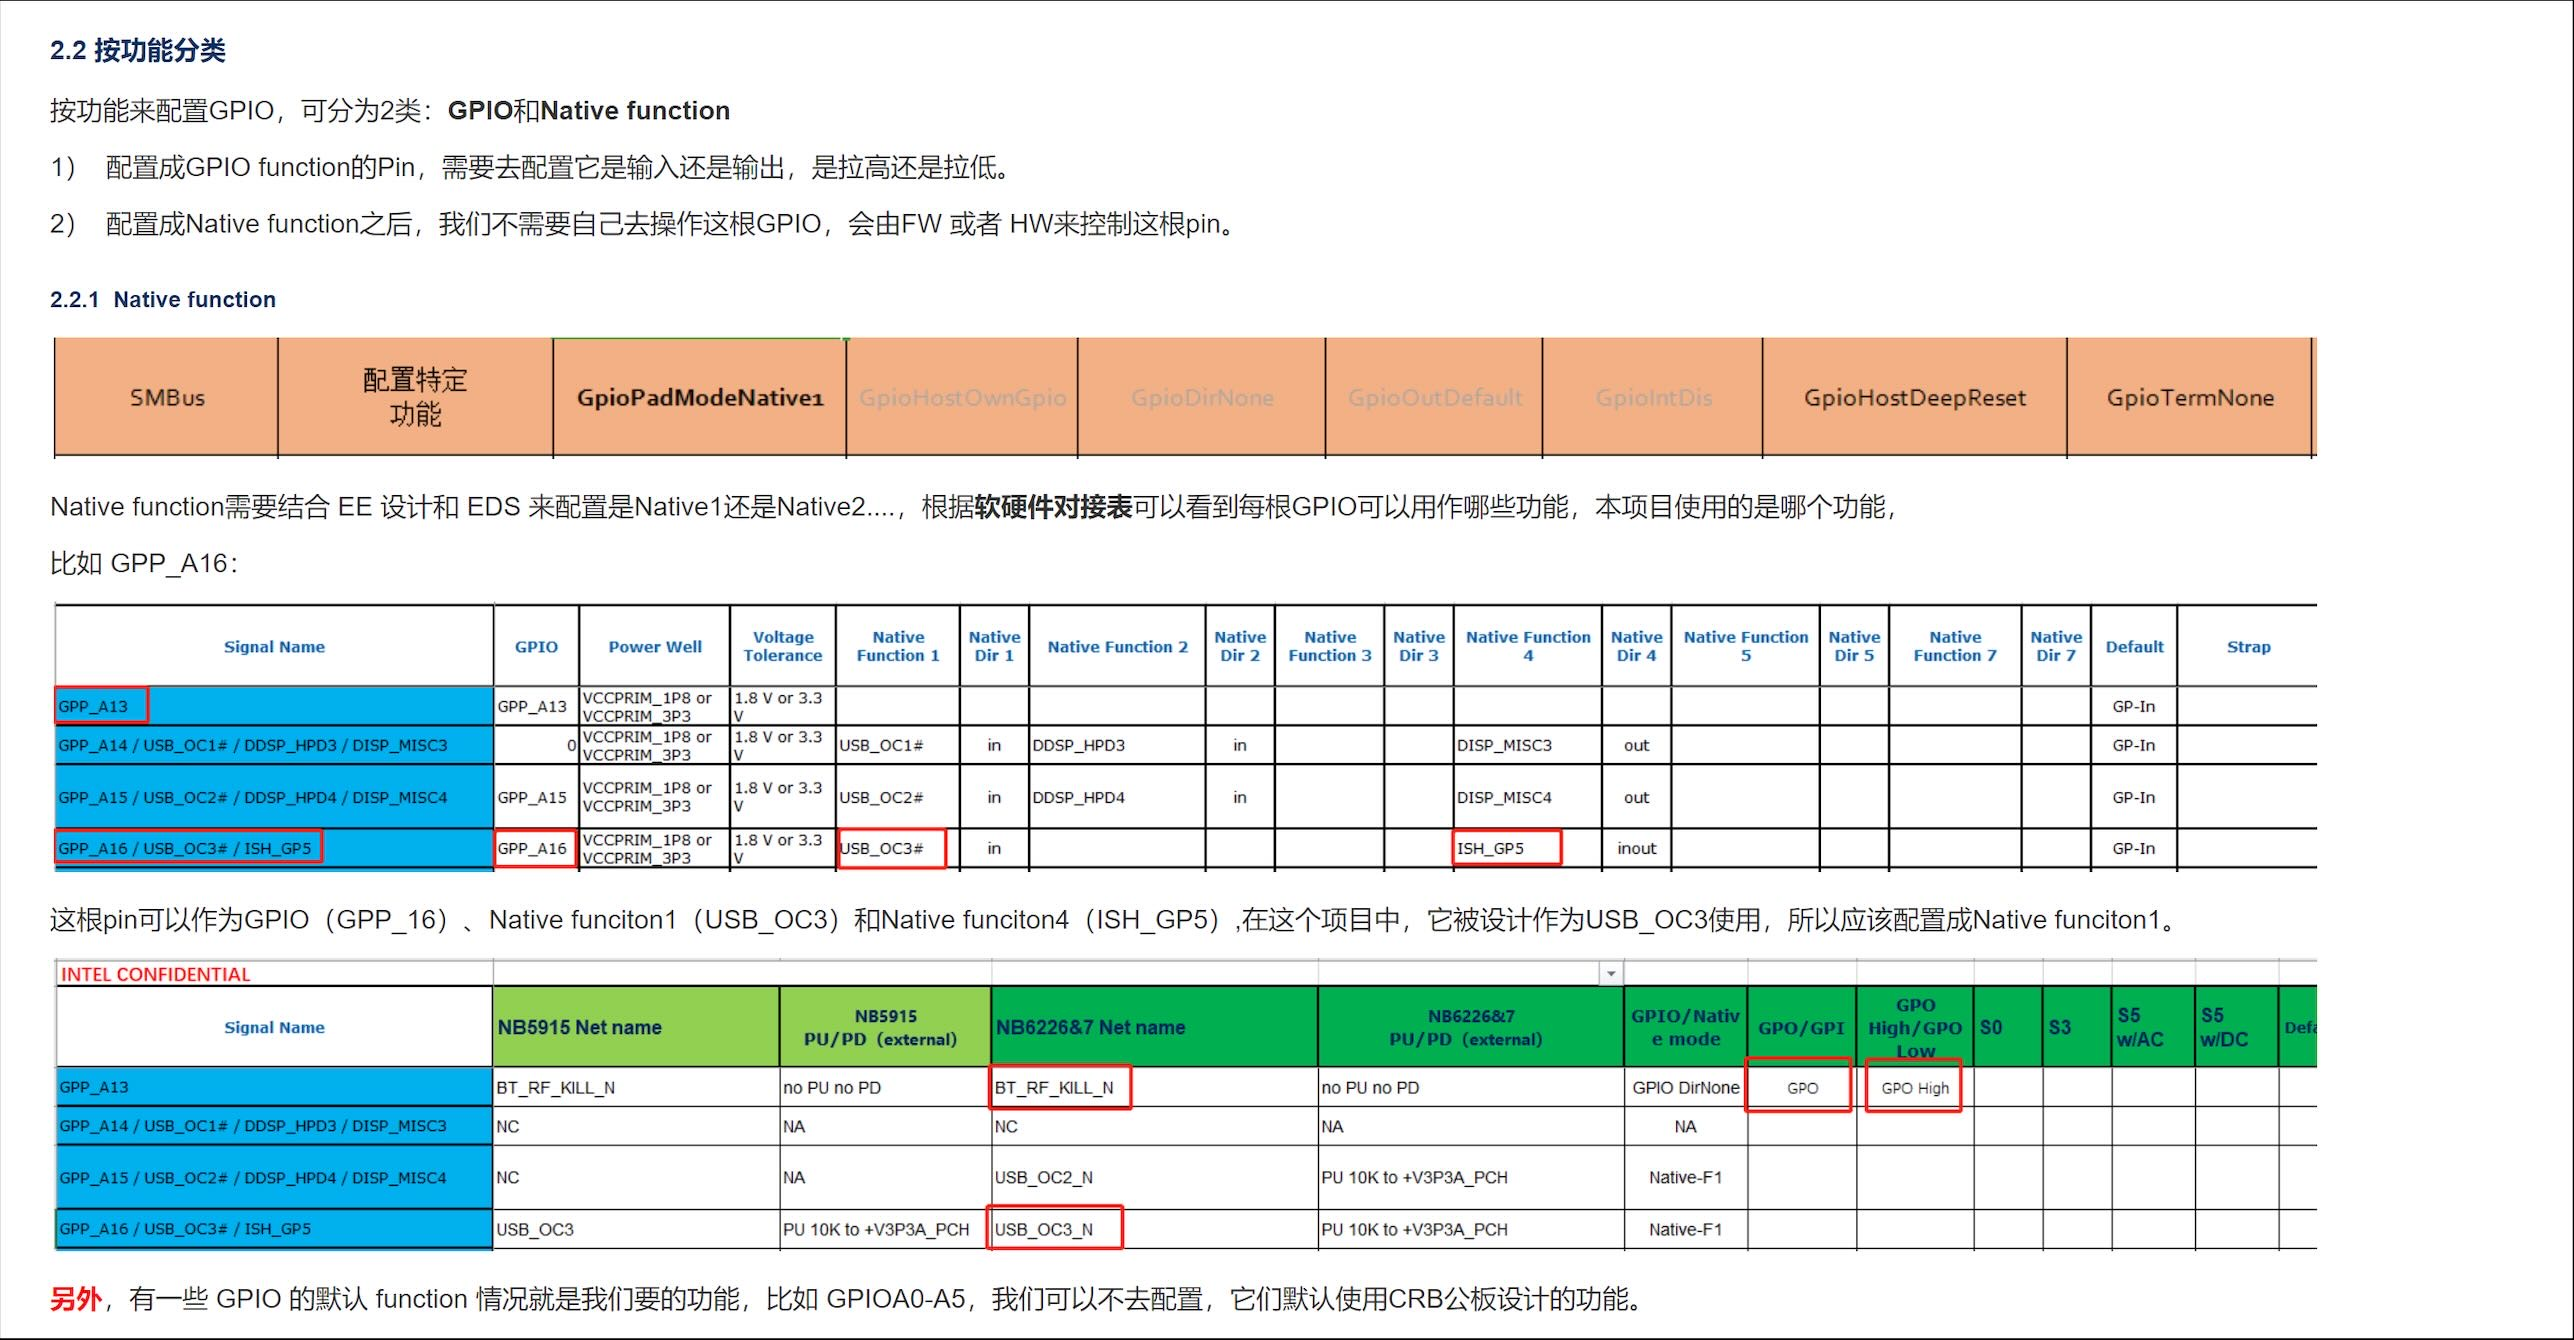 2.2 按功能分类
按功能来配置GPIO，可分为2类：GPIO和Native function
1） 配置成GPIO function的Pin，需要去配置它是输入还是输出，是拉高还是拉低。
2） 配置成Native function之后，我们不需要自己去操作这根GPIO，会由FW 或者 HW来控制这根pin。
2.2.1 Native function
SMBus 配置特定功能 GpioPadModeNative1 GpioHostOwnGpio GpioDirNone GpioOutDefault GpioIntDis GpioHostDeepReset GpioTermNone
Native function需要结合 EE 设计和 EDS 来配置是Native1还是Native2....，根据软硬件对接表可以看到每根GPIO可以用作哪些功能，本项目使用的是哪个功能，
比如 GPP_A16：
Signal Name GPIO Power Well Voltage Tolerance Native Function 1 Native Dir 1 Native Function 2 Native Dir 2 Native Function 3 Native Dir 3 Native Function 4 Native Dir 4 Native Function 5 Native Dir 5 Native Function 7 Native Dir 7 Default Strap
GPP_A13 GPP_A13 VCCPRIM_1P8 or VCCPRIM_3P3 1.8 V or 3.3 V GP-In
GPP_A14 / USB_OC1# / DDSP_HPD3 / DISP_MISC3 0 VCCPRIM_1P8 or VCCPRIM_3P3 1.8 V or 3.3 V USB_OC1# in DDSP_HPD3 in DISP_MISC3 out GP-In
GPP_A15 / USB_OC2# / DDSP_HPD4 / DISP_MISC4 GPP_A15 VCCPRIM_1P8 or VCCPRIM_3P3 1.8 V or 3.3 V USB_OC2# in DDSP_HPD4 in DISP_MISC4 out GP-In
GPP_A16 / USB_OC3# / ISH_GP5 GPP_A16 VCCPRIM_1P8 or VCCPRIM_3P3 1.8 V or 3.3 V USB_OC3# in ISH_GP5 inout GP-In
这根pin可以作为GPIO（GPP_16）、Native funciton1（USB_OC3）和Native funciton4（ISH_GP5）,在这个项目中，它被设计作为USB_OC3使用，所以应该配置成Native funciton1。
INTEL CONFIDENTIAL
Signal Name NB5915 Net name NB5915 PU/PD（external） NB6226&7 Net name NB6226&7 PU/PD（external） GPIO/Native mode GPO/GPI GPO High/GPO Low S0 S3 S5 w/AC S5 w/DC Defa
GPP_A13 BT_RF_KILL_N no PU no PD BT_RF_KILL_N no PU no PD GPIO DirNone GPO GPO High
GPP_A14 / USB_OC1# / DDSP_HPD3 / DISP_MISC3 NC NA NC NA NA
GPP_A15 / USB_OC2# / DDSP_HPD4 / DISP_MISC4 NC NA USB_OC2_N PU 10K to +V3P3A_PCH Native-F1
GPP_A16 / USB_OC3# / ISH_GP5 USB_OC3 PU 10K to +V3P3A_PCH USB_OC3_N PU 10K to +V3P3A_PCH Native-F1
另外，有一些 GPIO 的默认 function 情况就是我们要的功能，比如 GPIOA0-A5，我们可以不去配置，它们默认使用CRB公板设计的功能。